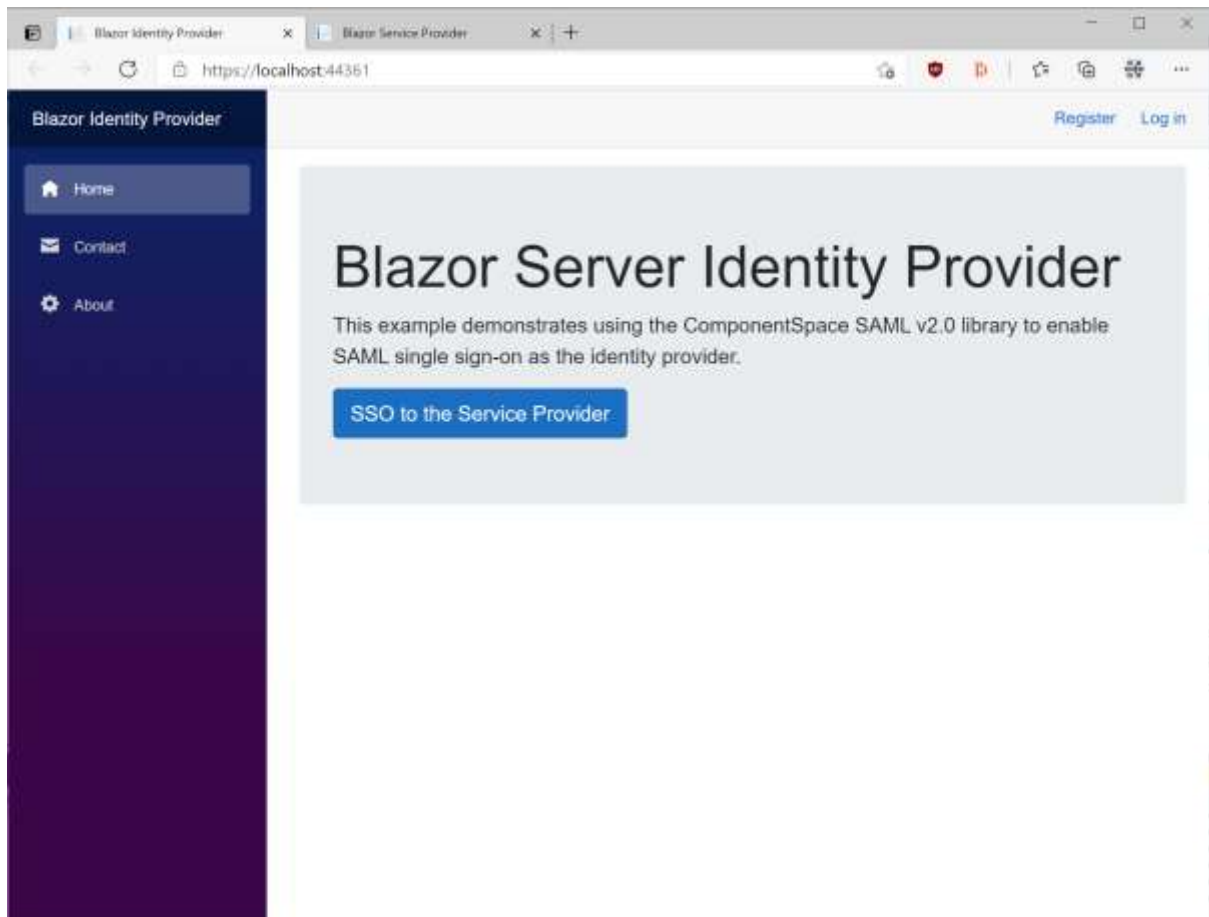 Blazor Identity Provider
Blazor Service Provider
https://localhost:44361
Blazor Identity Provider
Register Log in
Home
Contact
About
Blazor Server Identity Provider
This example demonstrates using the ComponentSpace SAML v2.0 library to enable
SAML single sign-on as the identity provider.
SSO to the Service Provider